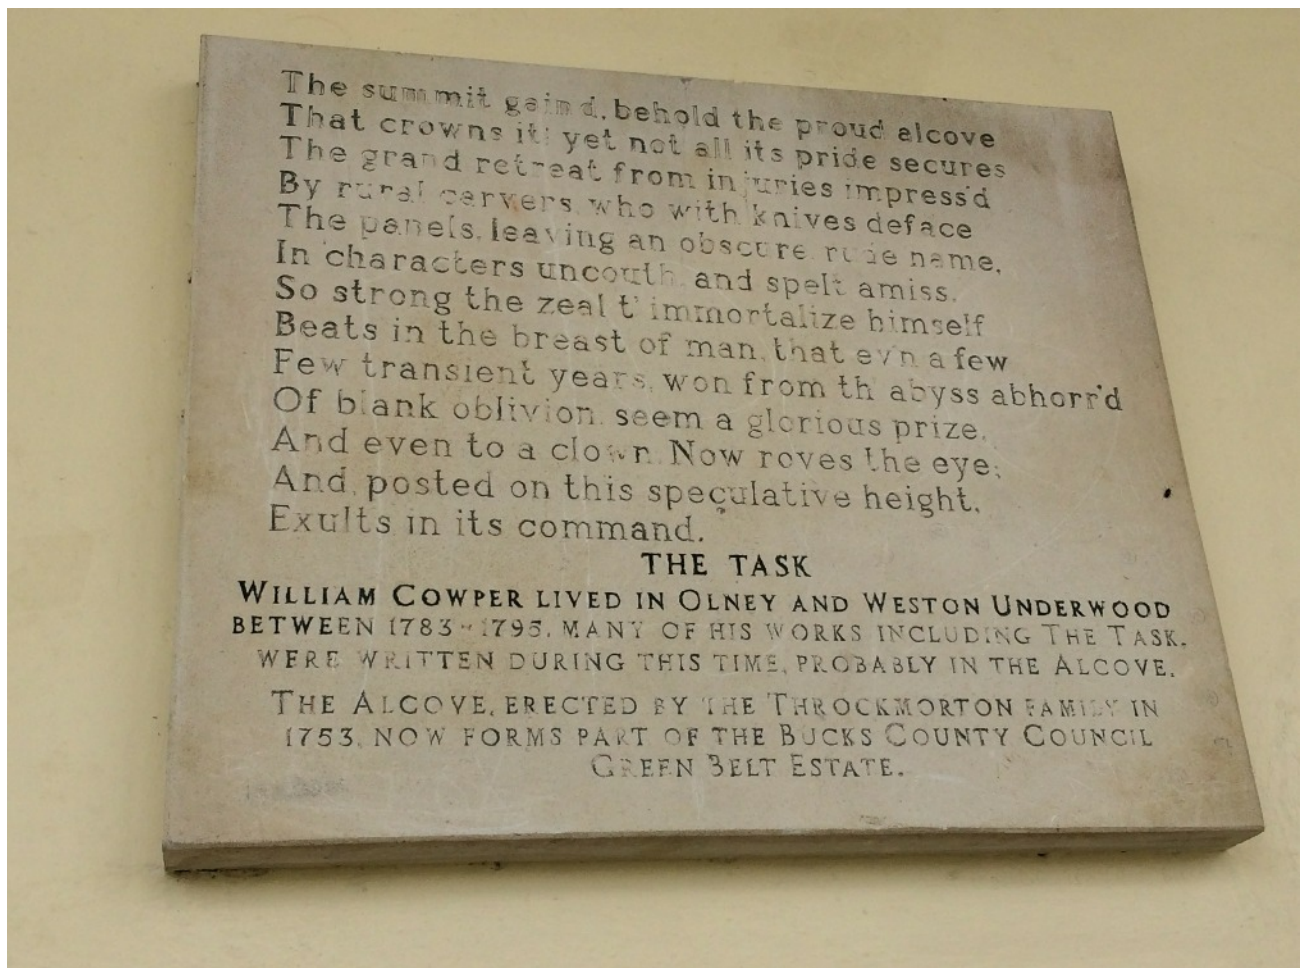 The summit gain'd, behold the proud alcove
That crowns it! yet not all its pride secures
The grand retreat from injuries impress'd
By rural carvers, who with knives deface
The panels, leaving an obscure, rude name,
In characters uncouth, and spelt amiss.
So strong the zeal t' immortalize himself
Beats in the breast of man, that ev'n a few
Few transient years, won from th' abyss abhorr'd
Of blank oblivion, seem a glorious prize,
And even to a clown. Now roves the eye;
And, posted on this speculative height,
Exults in its command.
THE TASK
WILLIAM COWPER LIVED IN OLNEY AND WESTON UNDERWOOD
BETWEEN 1783-1795. MANY OF HIS WORKS INCLUDING THE TASK,
WERE WRITTEN DURING THIS TIME, PROBABLY IN THE ALCOVE.
THE ALCOVE, ERECTED BY THE THROCKMORTON FAMILY IN
1753, NOW FORMS PART OF THE BUCKS COUNTY COUNCIL
GREEN BELT ESTATE.